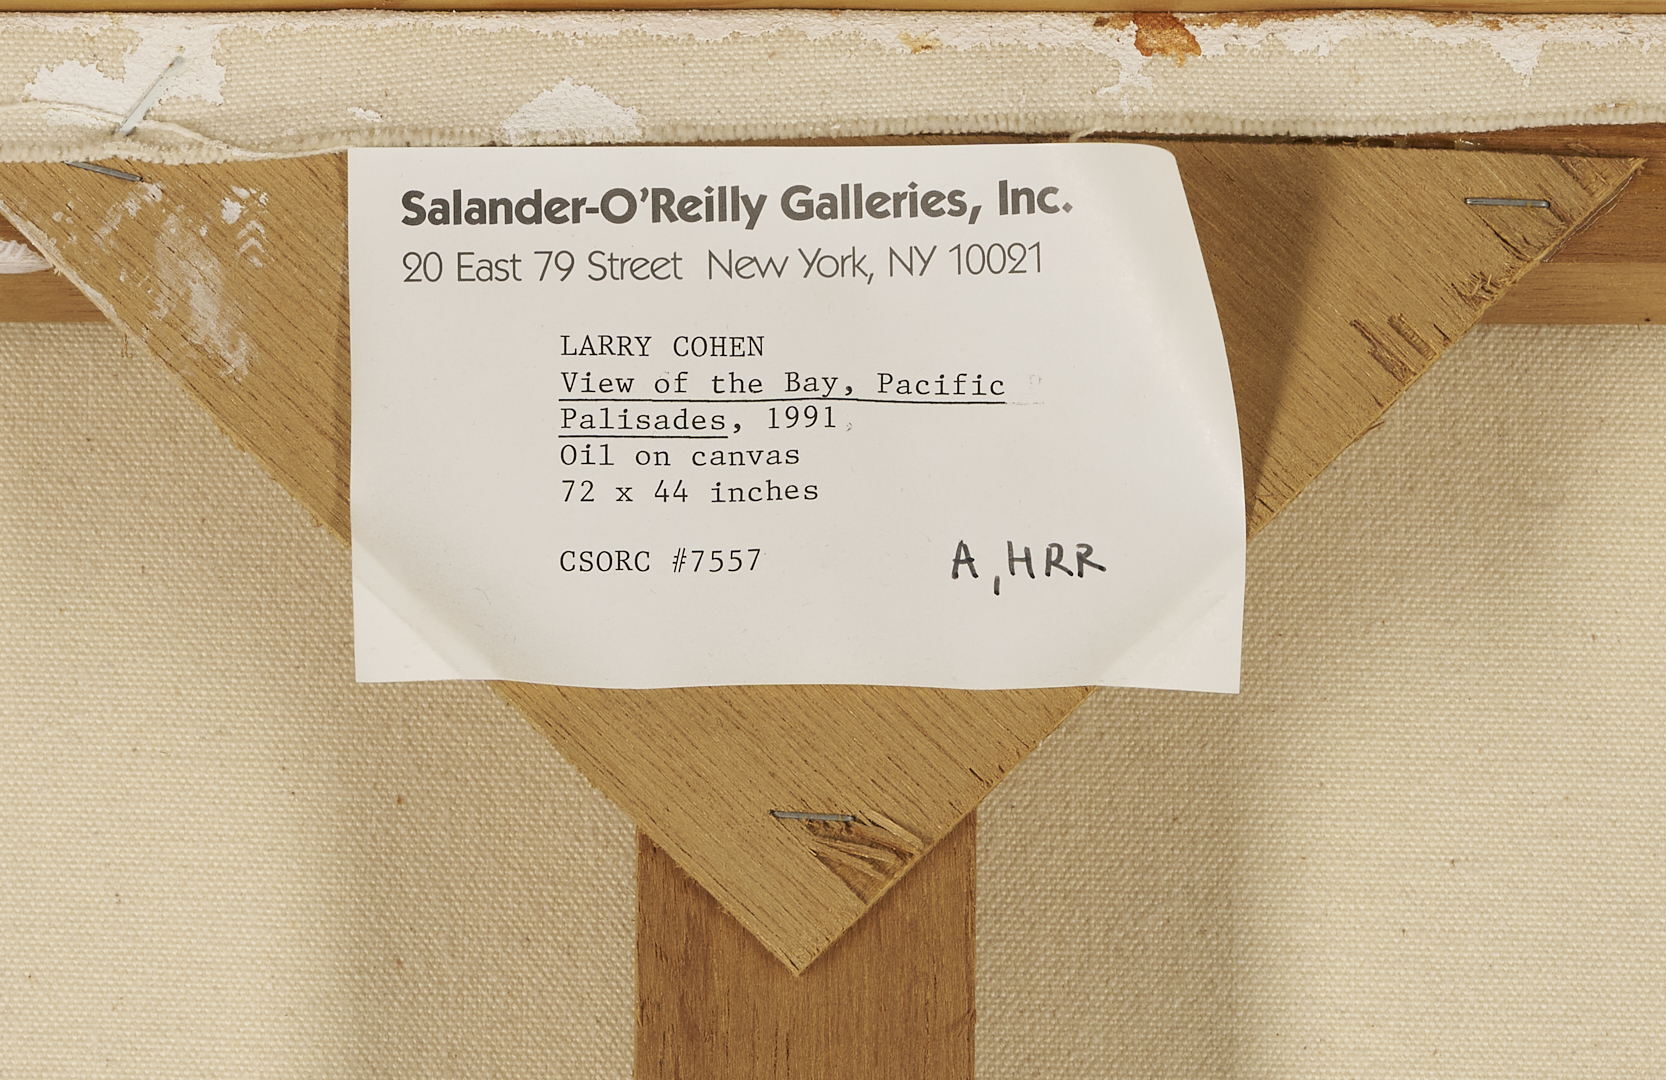 Salander-O'Reilly Galleries, Inc.
20 East 79 Street New York, NY 10021
LARRY COHEN
View of the Bay, Pacific
Palisades, 1991
Oil on canvas
72 x 44 inches
CSORC #7557
A, HRR